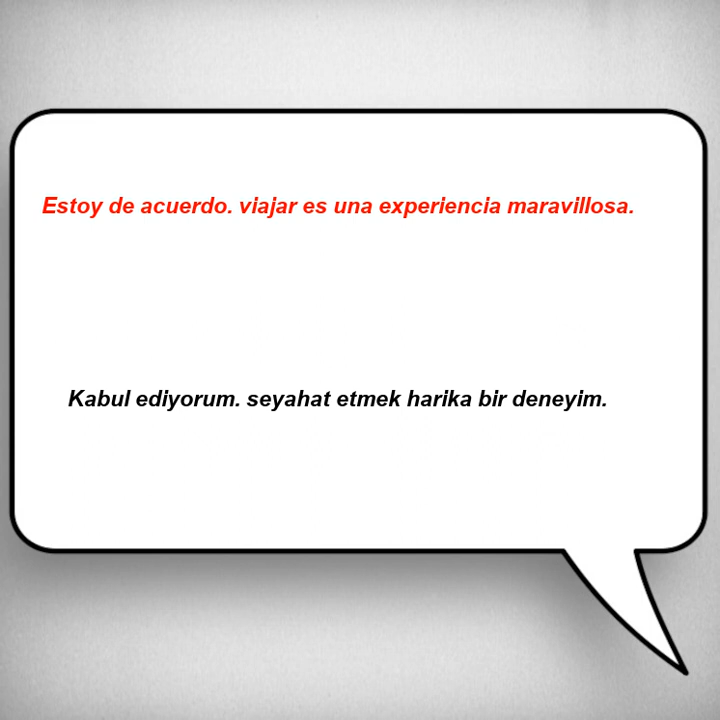 Estoy de acuerdo. viajar es una experiencia maravillosa.
Kabul ediyorum. seyahat etmek harika bir deneyim.